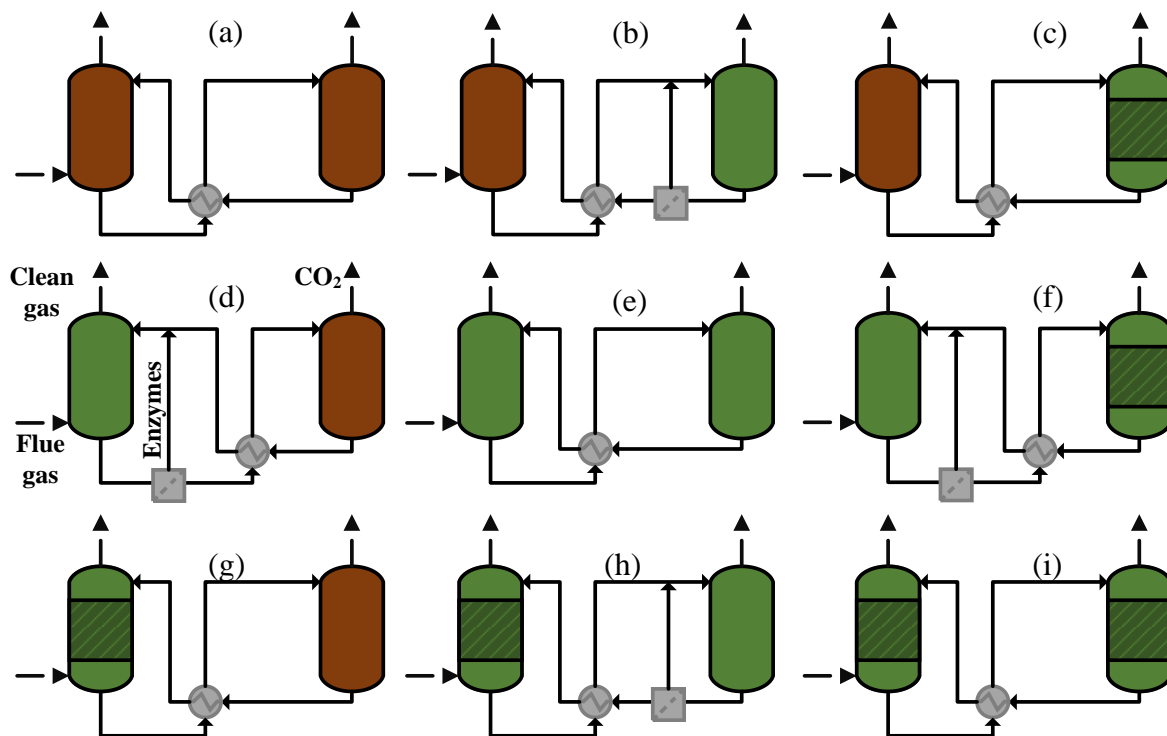 (a)
(b)
(c)
Clean
gas
(d)
CO₂
(e)
(f)
Enzymes
Flue
gas
(g)
(h)
(i)